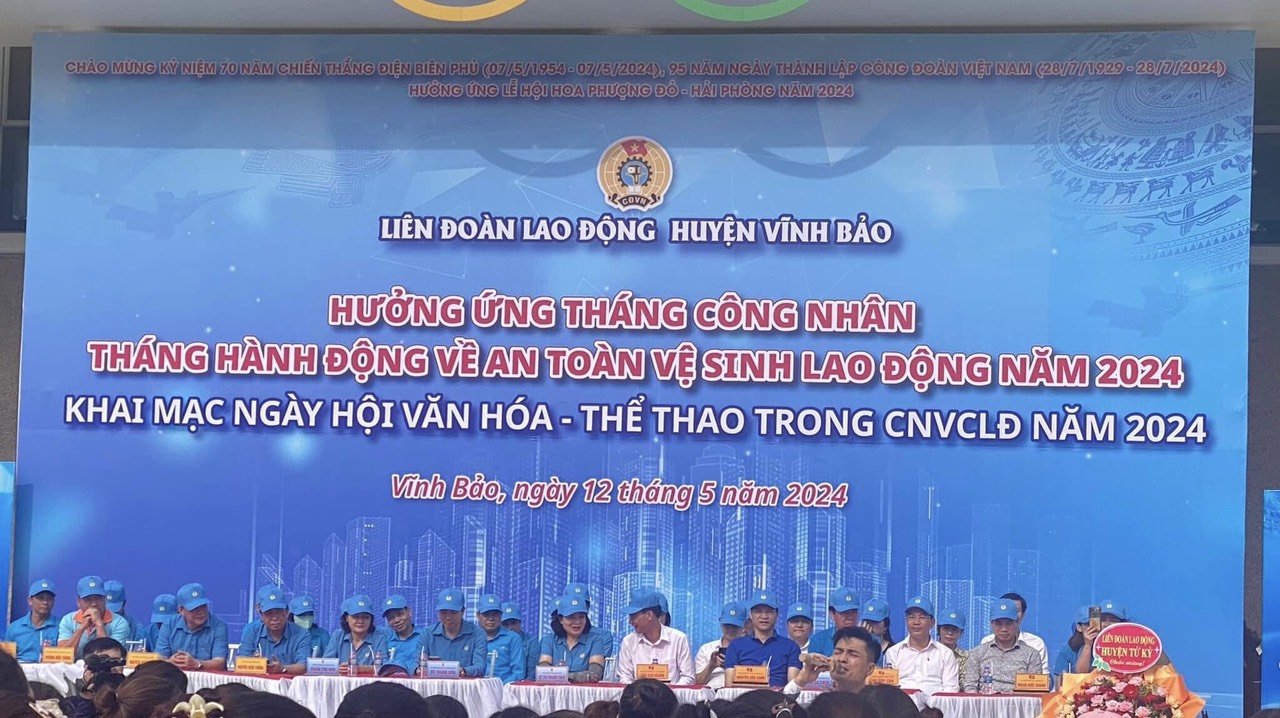 CHÀO MỪNG KỶ NIỆM 70 NĂM CHIẾN THẮNG ĐIỆN BIÊN PHỦ (07/5/1954 - 07/5/2024), 95 NĂM NGÀY THÀNH LẬP CÔNG ĐOÀN VIỆT NAM (28/7/1929 - 28/7/2024)
HƯỞNG ỨNG LỄ HỘI HOA PHƯỢNG ĐỎ - HẢI PHÒNG NĂM 2024
CĐVN
LIÊN ĐOÀN LAO ĐỘNG HUYỆN VĨNH BẢO
HƯỞNG ỨNG THÁNG CÔNG NHÂN
THÁNG HÀNH ĐỘNG VỀ AN TOÀN VỆ SINH LAO ĐỘNG NĂM 2024
KHAI MẠC NGÀY HỘI VĂN HÓA - THỂ THAO TRONG CNVCLĐ NĂM 2024
Vĩnh Bảo, ngày 12 tháng 5 năm 2024
LIÊN ĐOÀN LAO ĐỘNG
HUYỆN TỨ KỲ
Chúc mừng!